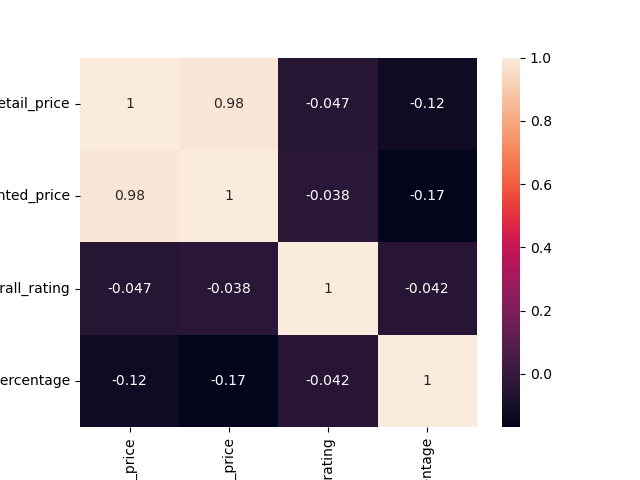 etail_price 1 0.98 -0.047 -0.12
nted_price 0.98 1 -0.038 -0.17
rall_rating -0.047 -0.038 1 -0.042
ercentage -0.12 -0.17 -0.042 1
_price
_price
rating
ntage
1.0
0.8
0.6
0.4
0.2
0.0